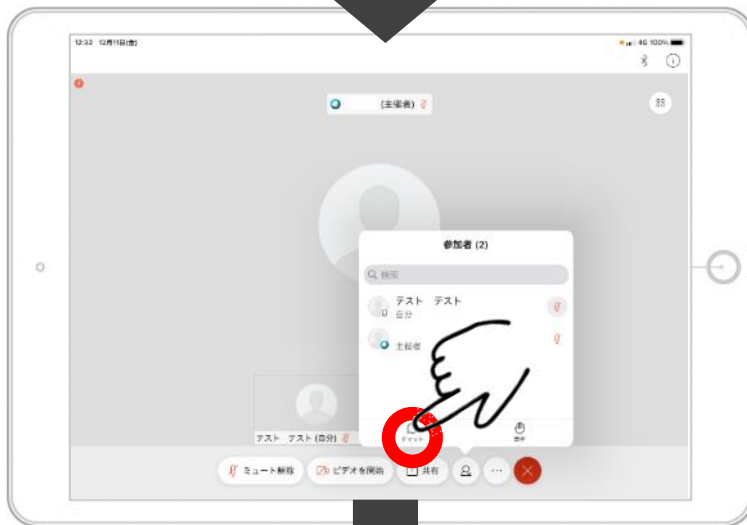 12:32 12月11日(金)
4G 100%
(主催者)
参加者 (2)
検索
テスト テスト
自分
主催者
チャット
挙手
テスト テスト (自分)
ミュート解除
ビデオを開始
共有